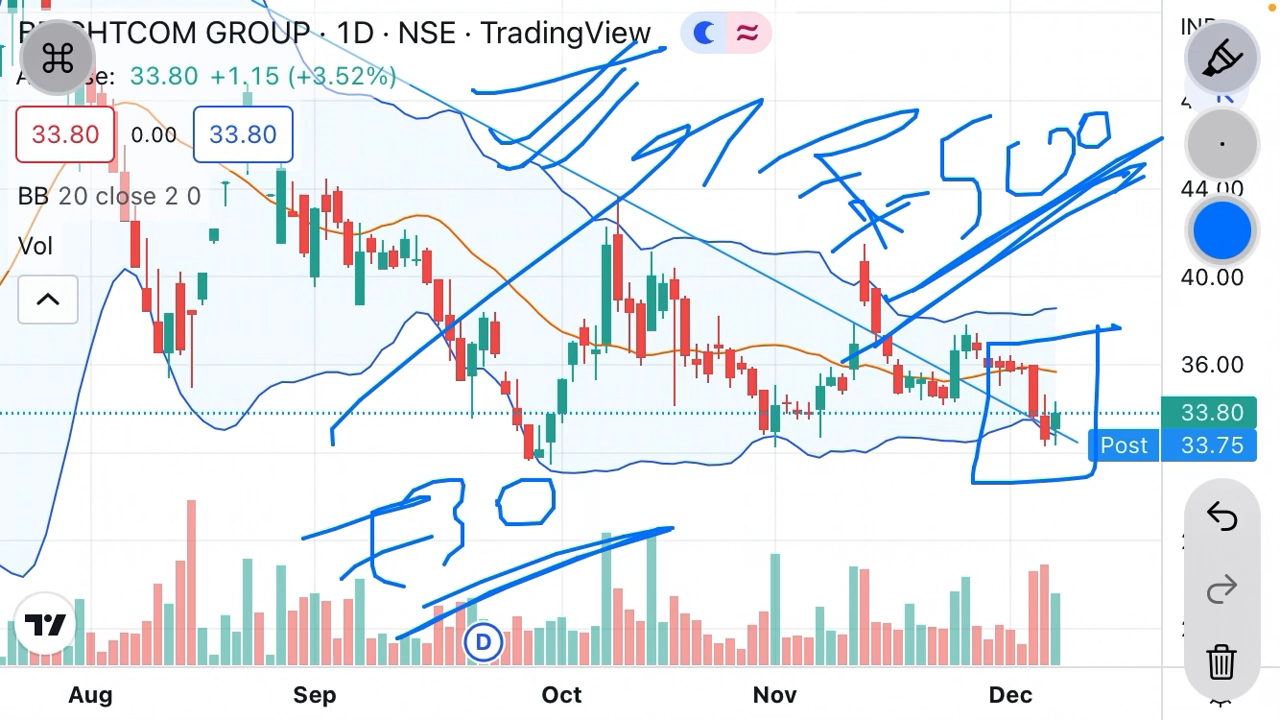 B GHTCOM GROUP · 1D · NSE · TradingView
se: 33.80 +1.15 (+3.52%)
33.80 0.00 33.80
BB 20 close 2 0
Vol
₹500
₹30
44.00
40.00
36.00
33.80
Post 33.75
D
Aug Sep Oct Nov Dec